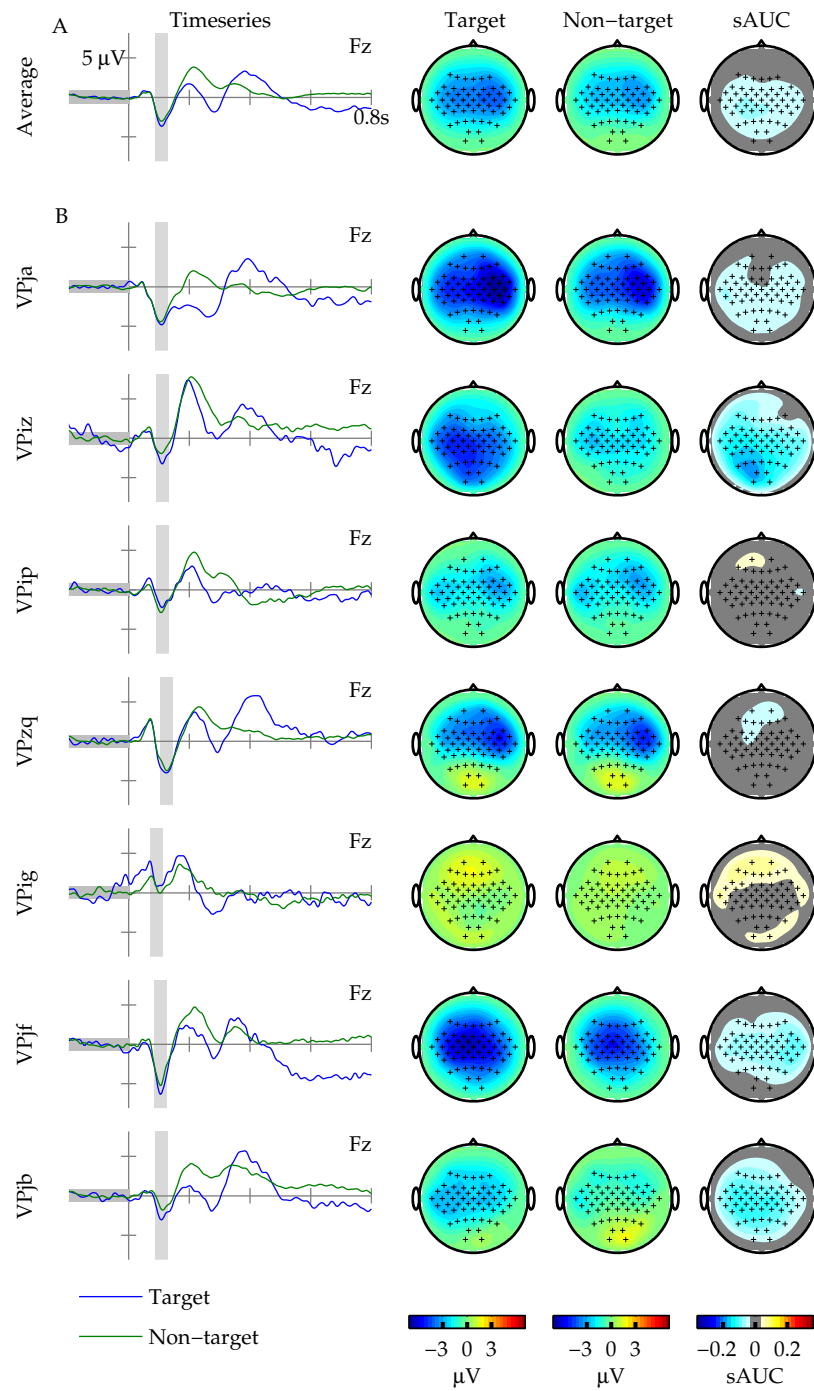 A Timeseries Target Non−target sAUC
5 μV Fz
Average
0.8s
B
Fz
VPja
Fz
VPiz
Fz
VPip
Fz
VPzq
Fz
VPig
Fz
VPjf
Fz
VPjb
Target
Non−target
−3 0 3 −3 0 3 −0.2 0 0.2
μV μV sAUC